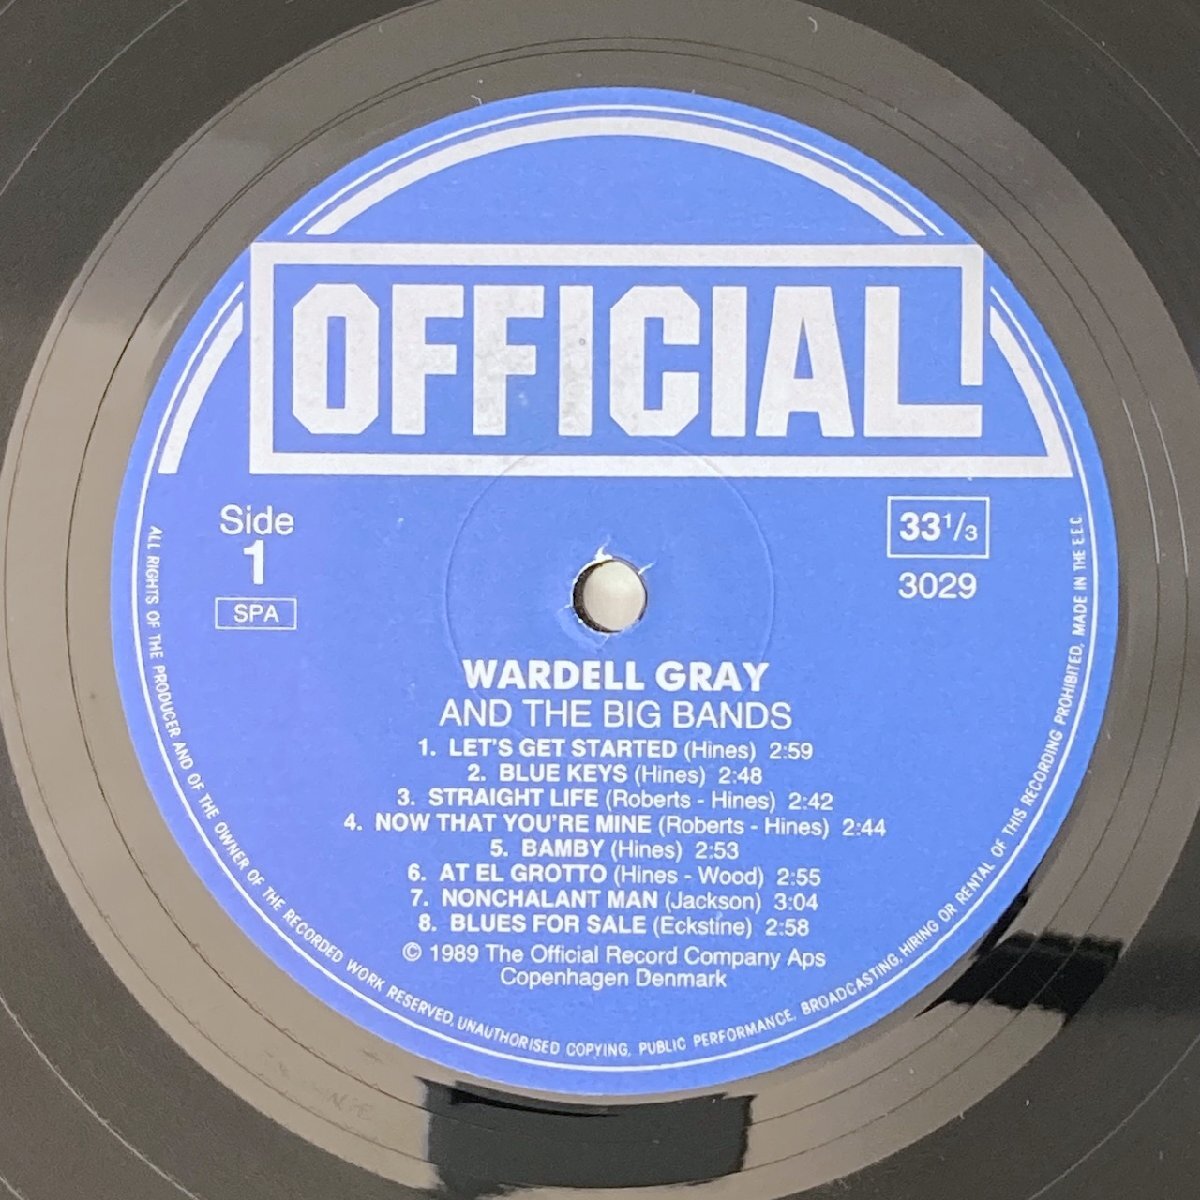 OFFICIAL
Side
1
SPA
33 1/3
3029
WARDELL GRAY
AND THE BIG BANDS
1. LET'S GET STARTED (Hines) 2:59
2. BLUE KEYS (Hines) 2:48
3. STRAIGHT LIFE (Roberts - Hines) 2:42
4. NOW THAT YOU'RE MINE (Roberts - Hines) 2:44
5. BAMBY (Hines) 2:53
6. AT EL GROTTO (Hines - Wood) 2:55
7. NONCHALANT MAN (Jackson) 3:04
8. BLUES FOR SALE (Eckstine) 2:58
© 1989 The Official Record Company Aps
Copenhagen Denmark
ALL RIGHTS OF THE PRODUCER AND OF THE OWNER OF THE RECORDED WORK RESERVED, UNAUTHORISED COPYING, PUBLIC PERFORMANCE, BROADCASTING, HIRING OR RENTAL OF THIS RECORDING PROHIBITED, MADE IN THE E.E.C